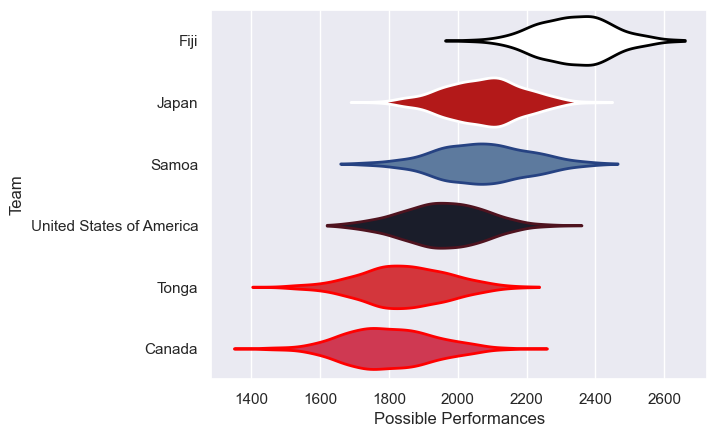 Fiji
Japan
Samoa
United States of America
Tonga
Canada
Team
1400 1600 1800 2000 2200 2400 2600
Possible Performances